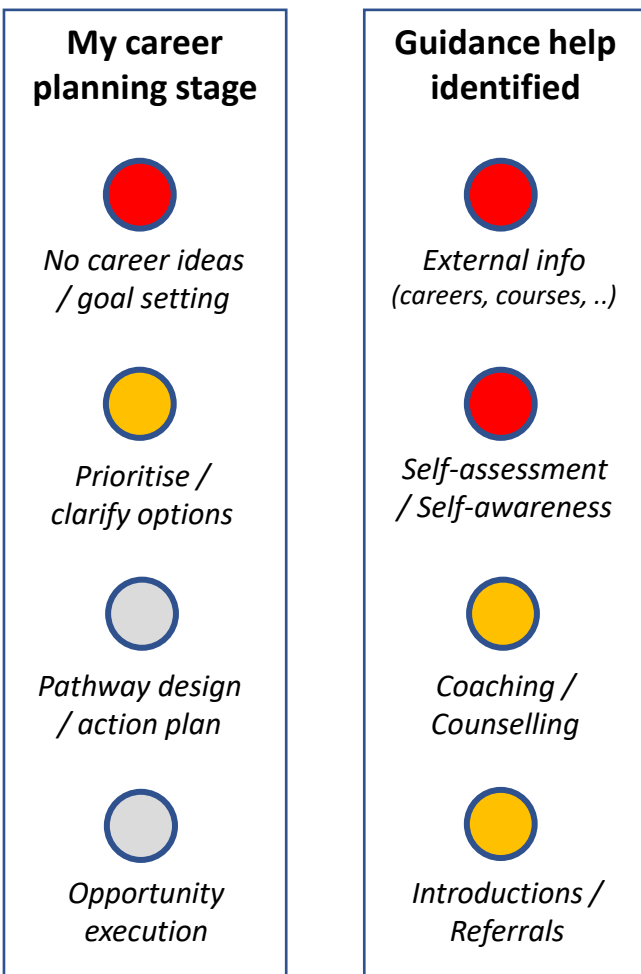 My career
planning stage
No career ideas
/ goal setting
Prioritise /
clarify options
Pathway design
/ action plan
Opportunity
execution
Guidance help
identified
External info
(careers, courses, ..)
Self-assessment
/ Self-awareness
Coaching /
Counselling
Introductions /
Referrals